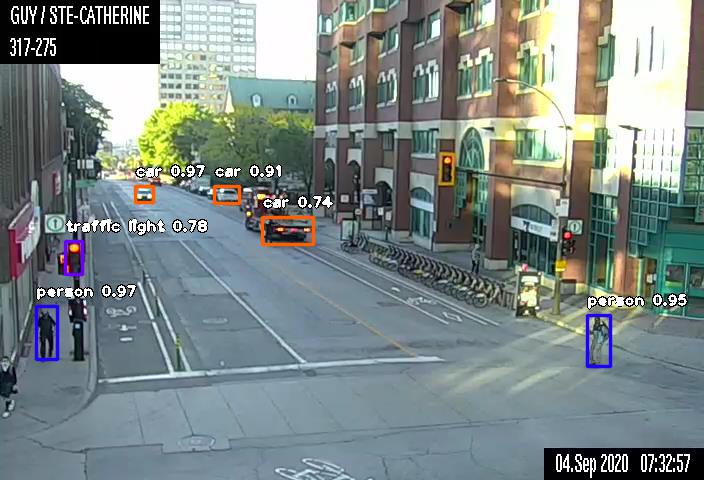 GUY / STE-CATHERINE
317-275
car 0.97
car 0.91
car 0.74
traffic light 0.78
person 0.97
person 0.95
04.Sep 2020 07:32:57